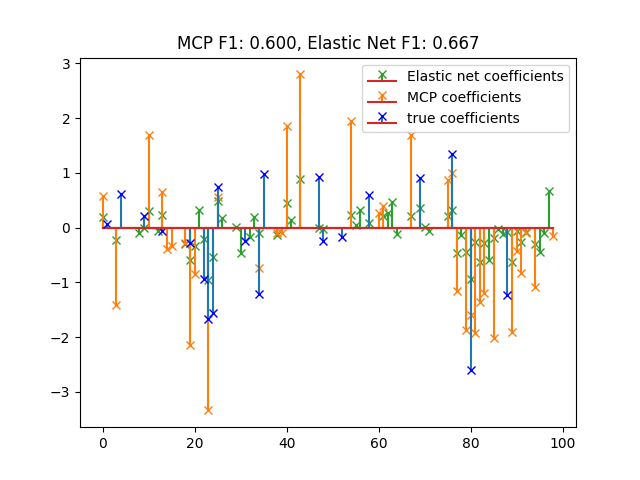 MCP F1: 0.600, Elastic Net F1: 0.667
Elastic net coefficients
MCP coefficients
true coefficients
3
2
1
0
−1
−2
−3
0 20 40 60 80 100